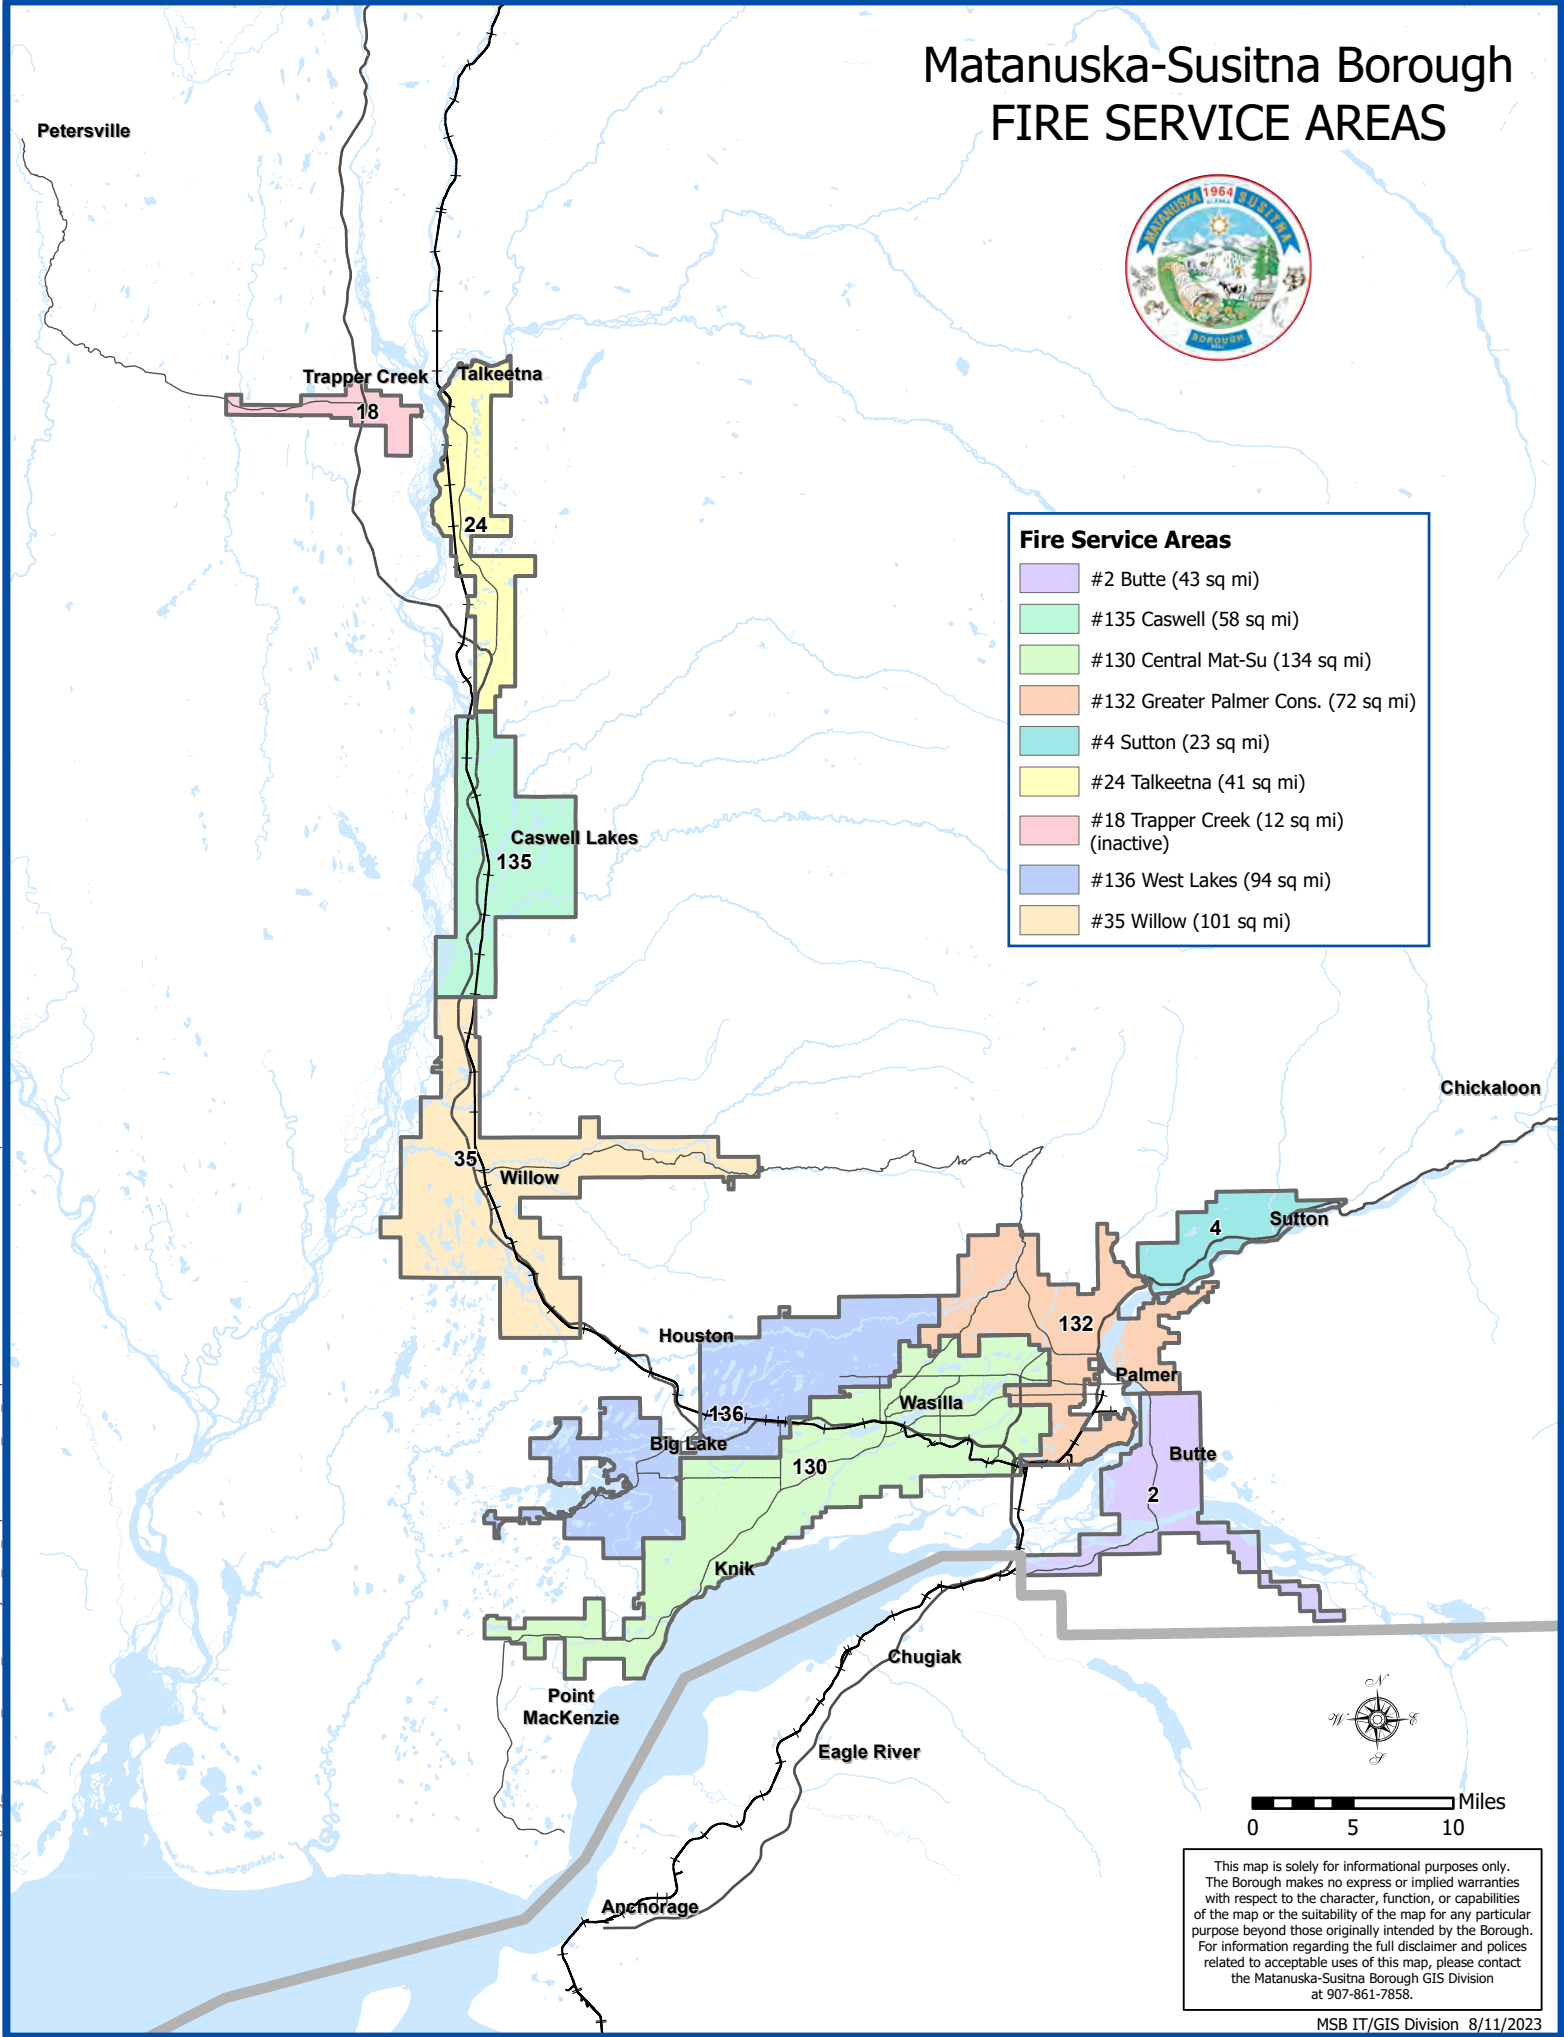 Matanuska-Susitna Borough
FIRE SERVICE AREAS
MATANUSKA
1964
SUSITNA
BOROUGH
Petersville
Trapper Creek
Talkeetna
18
24
Fire Service Areas
#2 Butte (43 sq mi)
#135 Caswell (58 sq mi)
#130 Central Mat-Su (134 sq mi)
#132 Greater Palmer Cons. (72 sq mi)
#4 Sutton (23 sq mi)
#24 Talkeetna (41 sq mi)
#18 Trapper Creek (12 sq mi)
(inactive)
#136 West Lakes (94 sq mi)
#35 Willow (101 sq mi)
Caswell Lakes
135
Chickaloon
35
Willow
4
Sutton
Houston
132
Palmer
Wasilla
136
Big Lake
Butte
130
2
Knik
Chugiak
Point
MacKenzie
Eagle River
N
W
E
S
Miles
0
5
10
Anchorage
This map is solely for informational purposes only.
The Borough makes no express or implied warranties
with respect to the character, function, or capabilities
of the map or the suitability of the map for any particular
purpose beyond those originally intended by the Borough.
For information regarding the full disclaimer and polices
related to acceptable uses of this map, please contact
the Matanuska-Susitna Borough GIS Division
at 907-861-7858.
MSB IT/GIS Division 8/11/2023